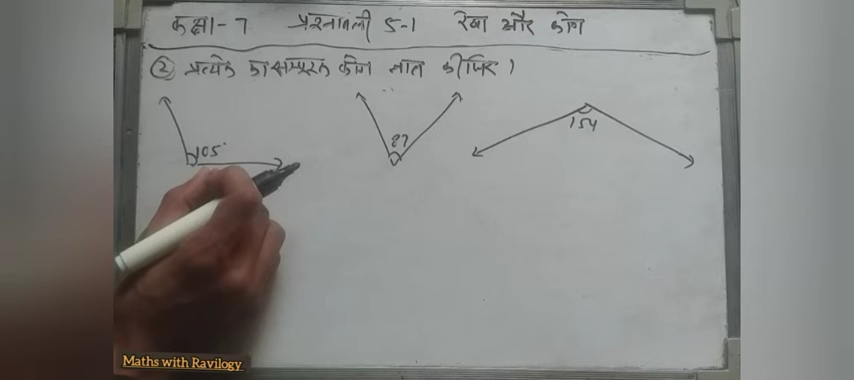 कक्षा-7 प्रश्नावली 5.1 रेखा और कोण
② प्रत्येक का सम्पूरक कोण ज्ञात कीजिए।
105° 87 154
Maths with Ravilogy